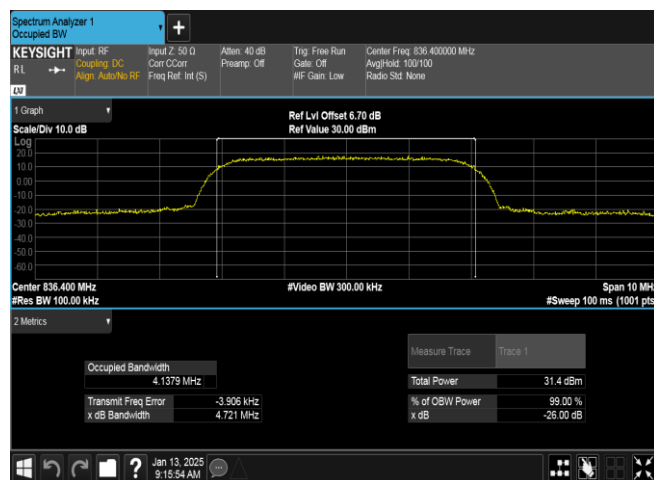 Spectrum Analyzer 1
Occupied BW
+
KEYSIGHT Input: RF Input Z: 50 Ω Atten: 40 dB Trig: Free Run Center Freq: 836.400000 MHz
RL Coupling: DC Corr CCorr Preamp: Off Gate: Off Avg|Hold: 100/100
Align: Auto/No RF Freq Ref: Int (S) #IF Gain: Low Radio Std: None
LXI
1 Graph
Scale/Div 10.0 dB
Ref Lvl Offset 6.70 dB
Ref Value 30.00 dBm
Log
20.0
10.0
0.00
-10.0
-20.0
-30.0
-40.0
-50.0
-60.0
Center 836.400 MHz #Video BW 300.00 kHz Span 10 MH
#Res BW 100.00 kHz #Sweep 100 ms (1001 pts
2 Metrics
Measure Trace Trace 1
Occupied Bandwidth
4.1379 MHz
Total Power 31.4 dBm
Transmit Freq Error -3.906 kHz % of OBW Power 99.00 %
x dB Bandwidth 4.721 MHz x dB -26.00 dB
? Jan 13, 2025
9:15:54 AM